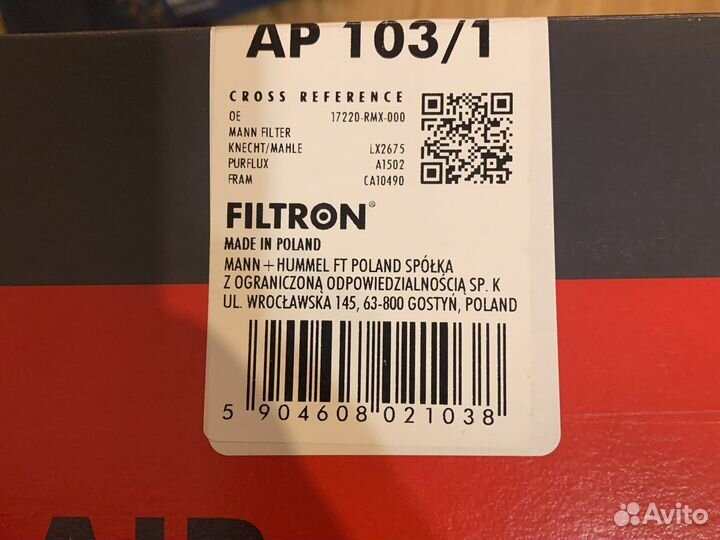 AP 103/1
CROSS REFERENCE
OE 17220-RMX-000
MANN FILTER
KNECHT/MAHLE LX2675
PURFLUX A1502
FRAM CA10490
FILTRON®
MADE IN POLAND
MANN+HUMMEL FT POLAND SPÓŁKA
Z OGRANICZONĄ ODPOWIEDZIALNOŚCIĄ SP. K
UL. WROCŁAWSKA 145, 63-800 GOSTYŃ, POLAND
5 904608 021038
AIR
Avito